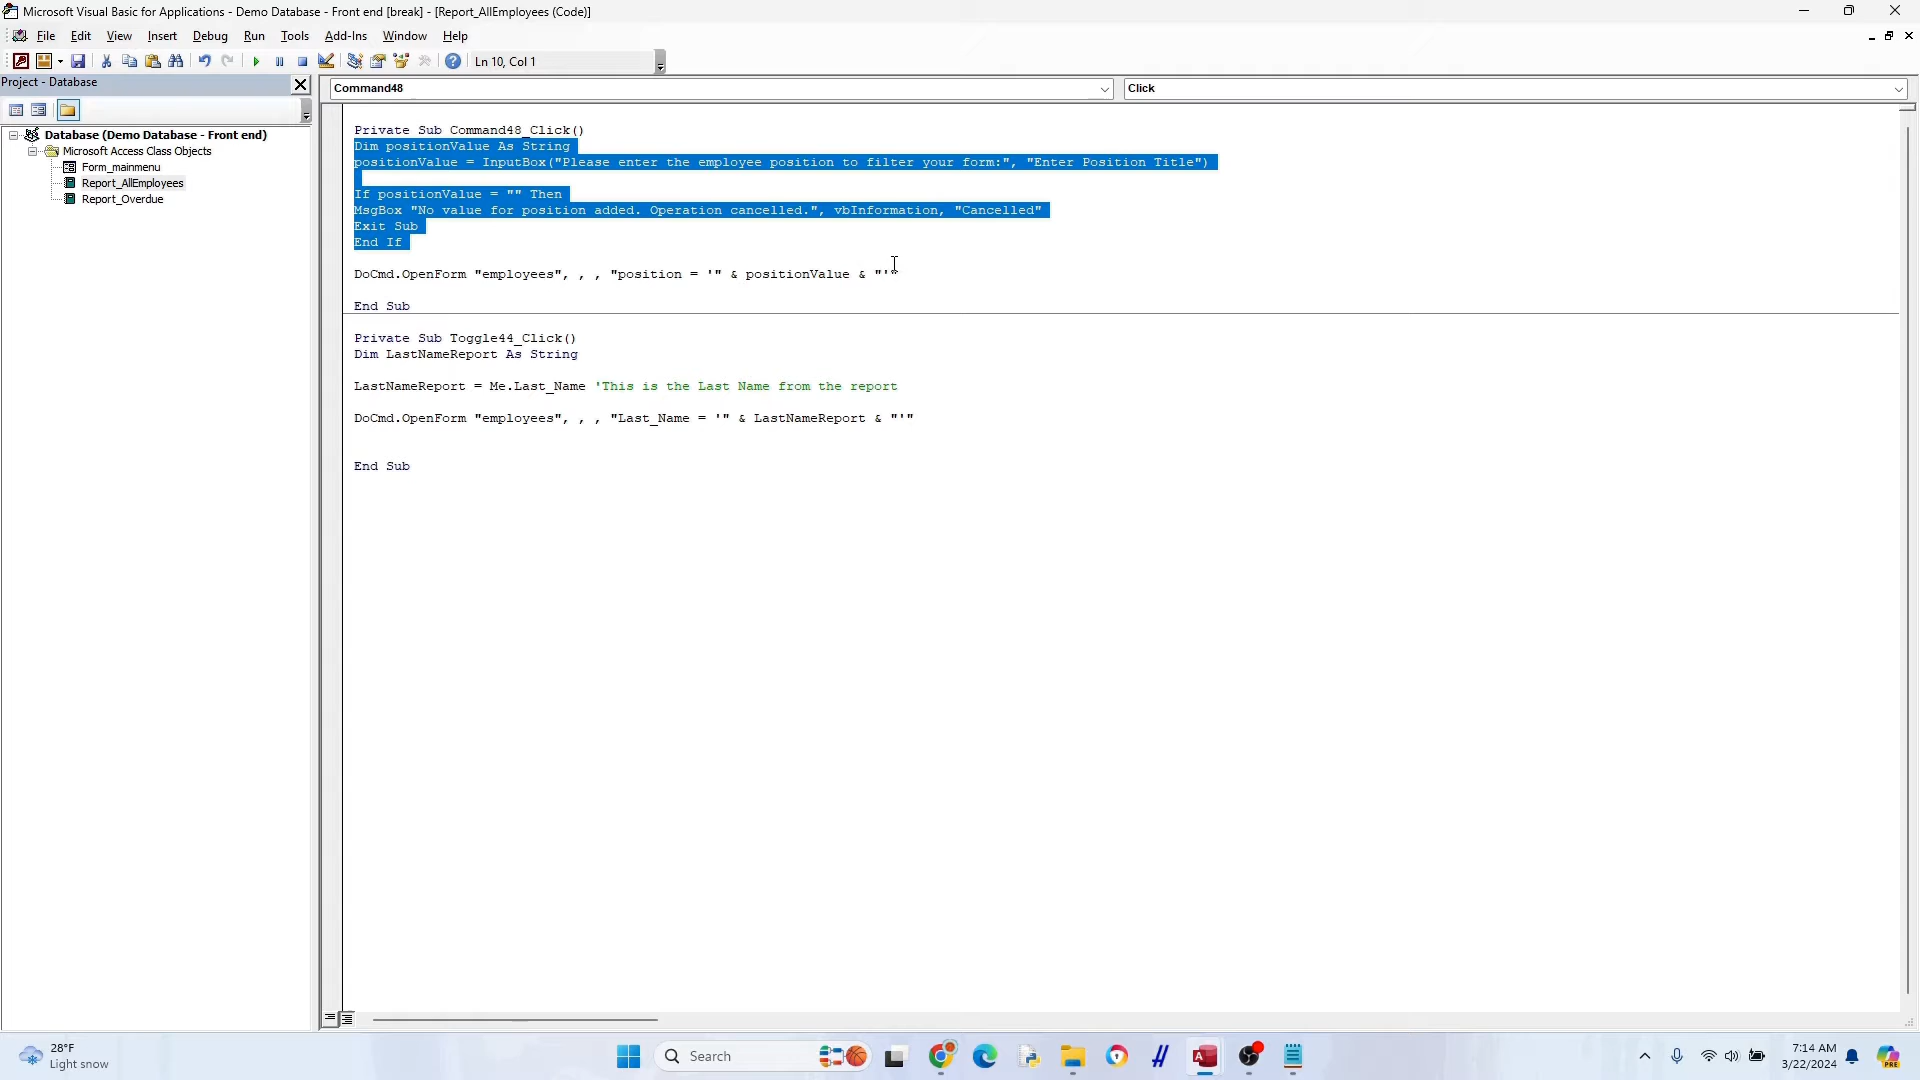 Microsoft Visual Basic for Applications - Demo Database - Front end [break] - [Report_AllEmployees (Code)]
File Edit View Insert Debug Run Tools Add-Ins Window Help
Ln 10, Col 1
Project - Database
Command48
Click
Database (Demo Database - Front end)
Microsoft Access Class Objects
Form_mainmenu
Report_AllEmployees
Report_Overdue
Private Sub Command48_Click()
Dim positionValue As String
positionValue = InputBox("Please enter the employee position to filter your form:", "Enter Position Title")
If positionValue = "" Then
MsgBox "No value for position added. Operation cancelled.", vbInformation, "Cancelled"
Exit Sub
End If
DoCmd.OpenForm "employees", , , "position = '" & positionValue & "'"
End Sub
Private Sub Toggle44_Click()
Dim LastNameReport As String
LastNameReport = Me.Last_Name 'This is the Last Name from the report
DoCmd.OpenForm "employees", , , "Last_Name = '" & LastNameReport & "'"
End Sub
28°F
Light snow
Search
7:14 AM
3/22/2024